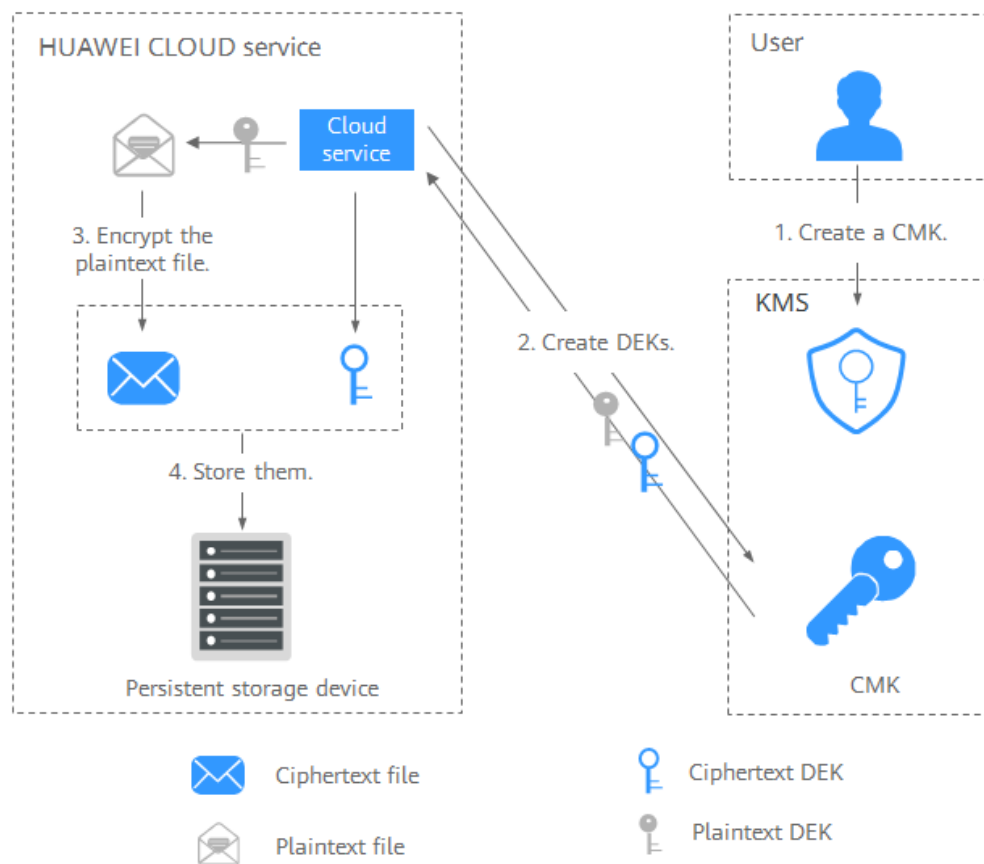 HUAWEI CLOUD service
User
Cloud
service
3. Encrypt the
plaintext file.
1. Create a CMK.
KMS
2. Create DEKs.
4. Store them.
Persistent storage device
CMK
Ciphertext file
Ciphertext DEK
Plaintext file
Plaintext DEK